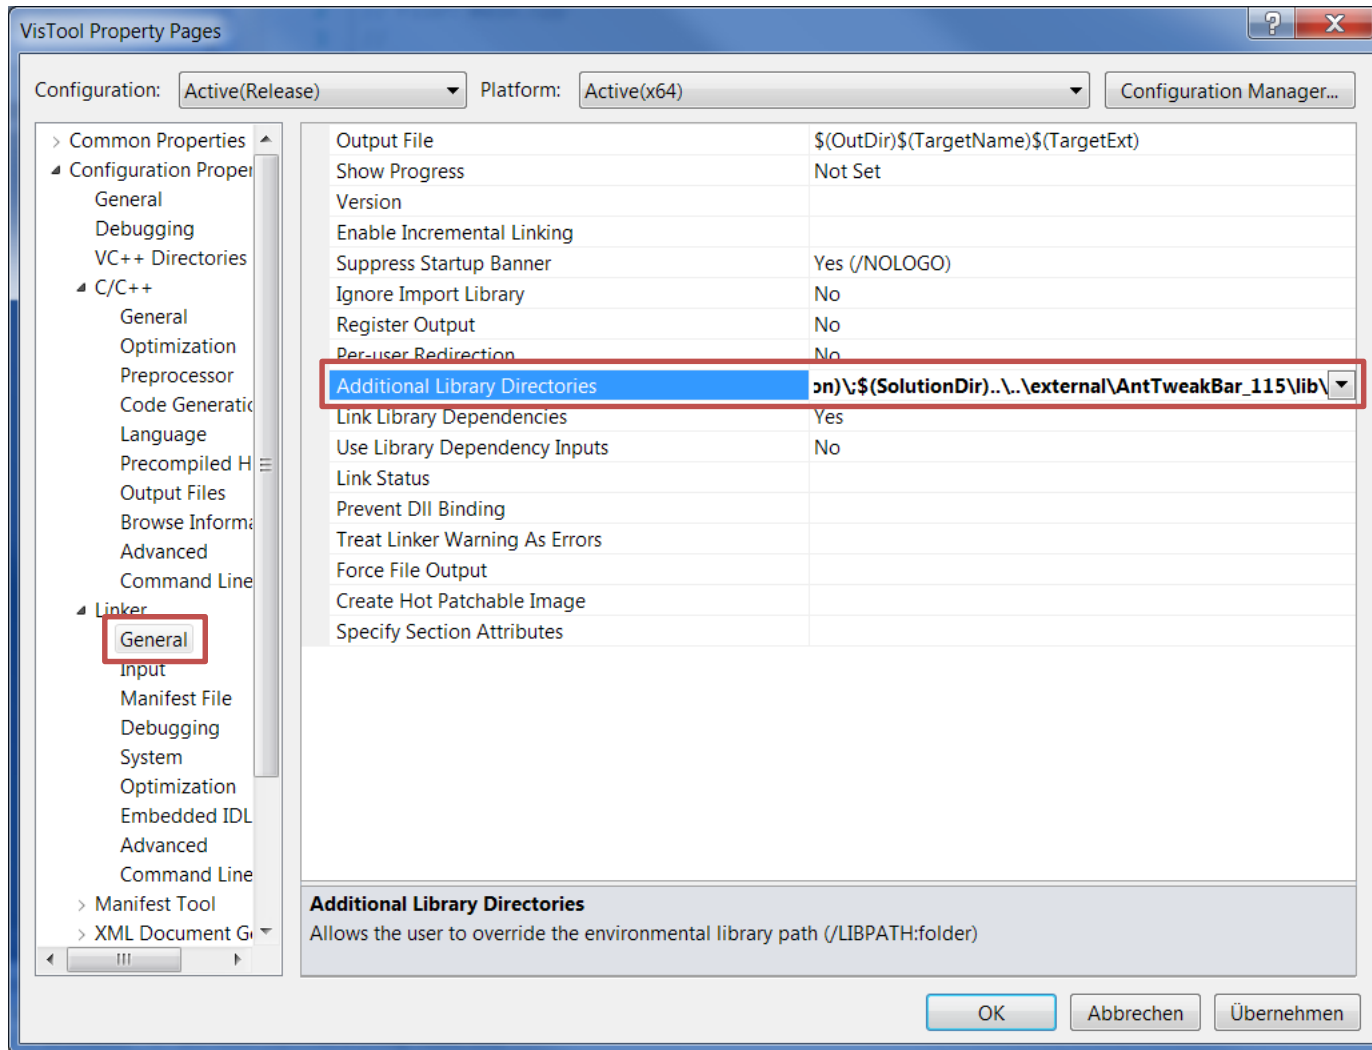 VisTool Property Pages
Configuration: Active(Release) Platform: Active(x64) Configuration Manager...
Common Properties
Configuration Proper
General
Debugging
VC++ Directories
C/C++
General
Optimization
Preprocessor
Code Generatic
Language
Precompiled H
Output Files
Browse Informa
Advanced
Command Line
Linker
General
Input
Manifest File
Debugging
System
Optimization
Embedded IDL
Advanced
Command Line
Manifest Tool
XML Document G
Output File $(OutDir)$(TargetName)$(TargetExt)
Show Progress Not Set
Version
Enable Incremental Linking
Suppress Startup Banner Yes (/NOLOGO)
Ignore Import Library No
Register Output No
Per-user Redirection No
Additional Library Directories on)\;$(SolutionDir)..\..\external\AntTweakBar_115\lib\
Link Library Dependencies Yes
Use Library Dependency Inputs No
Link Status
Prevent Dll Binding
Treat Linker Warning As Errors
Force File Output
Create Hot Patchable Image
Specify Section Attributes
Additional Library Directories
Allows the user to override the environmental library path (/LIBPATH:folder)
OK Abbrechen Übernehmen